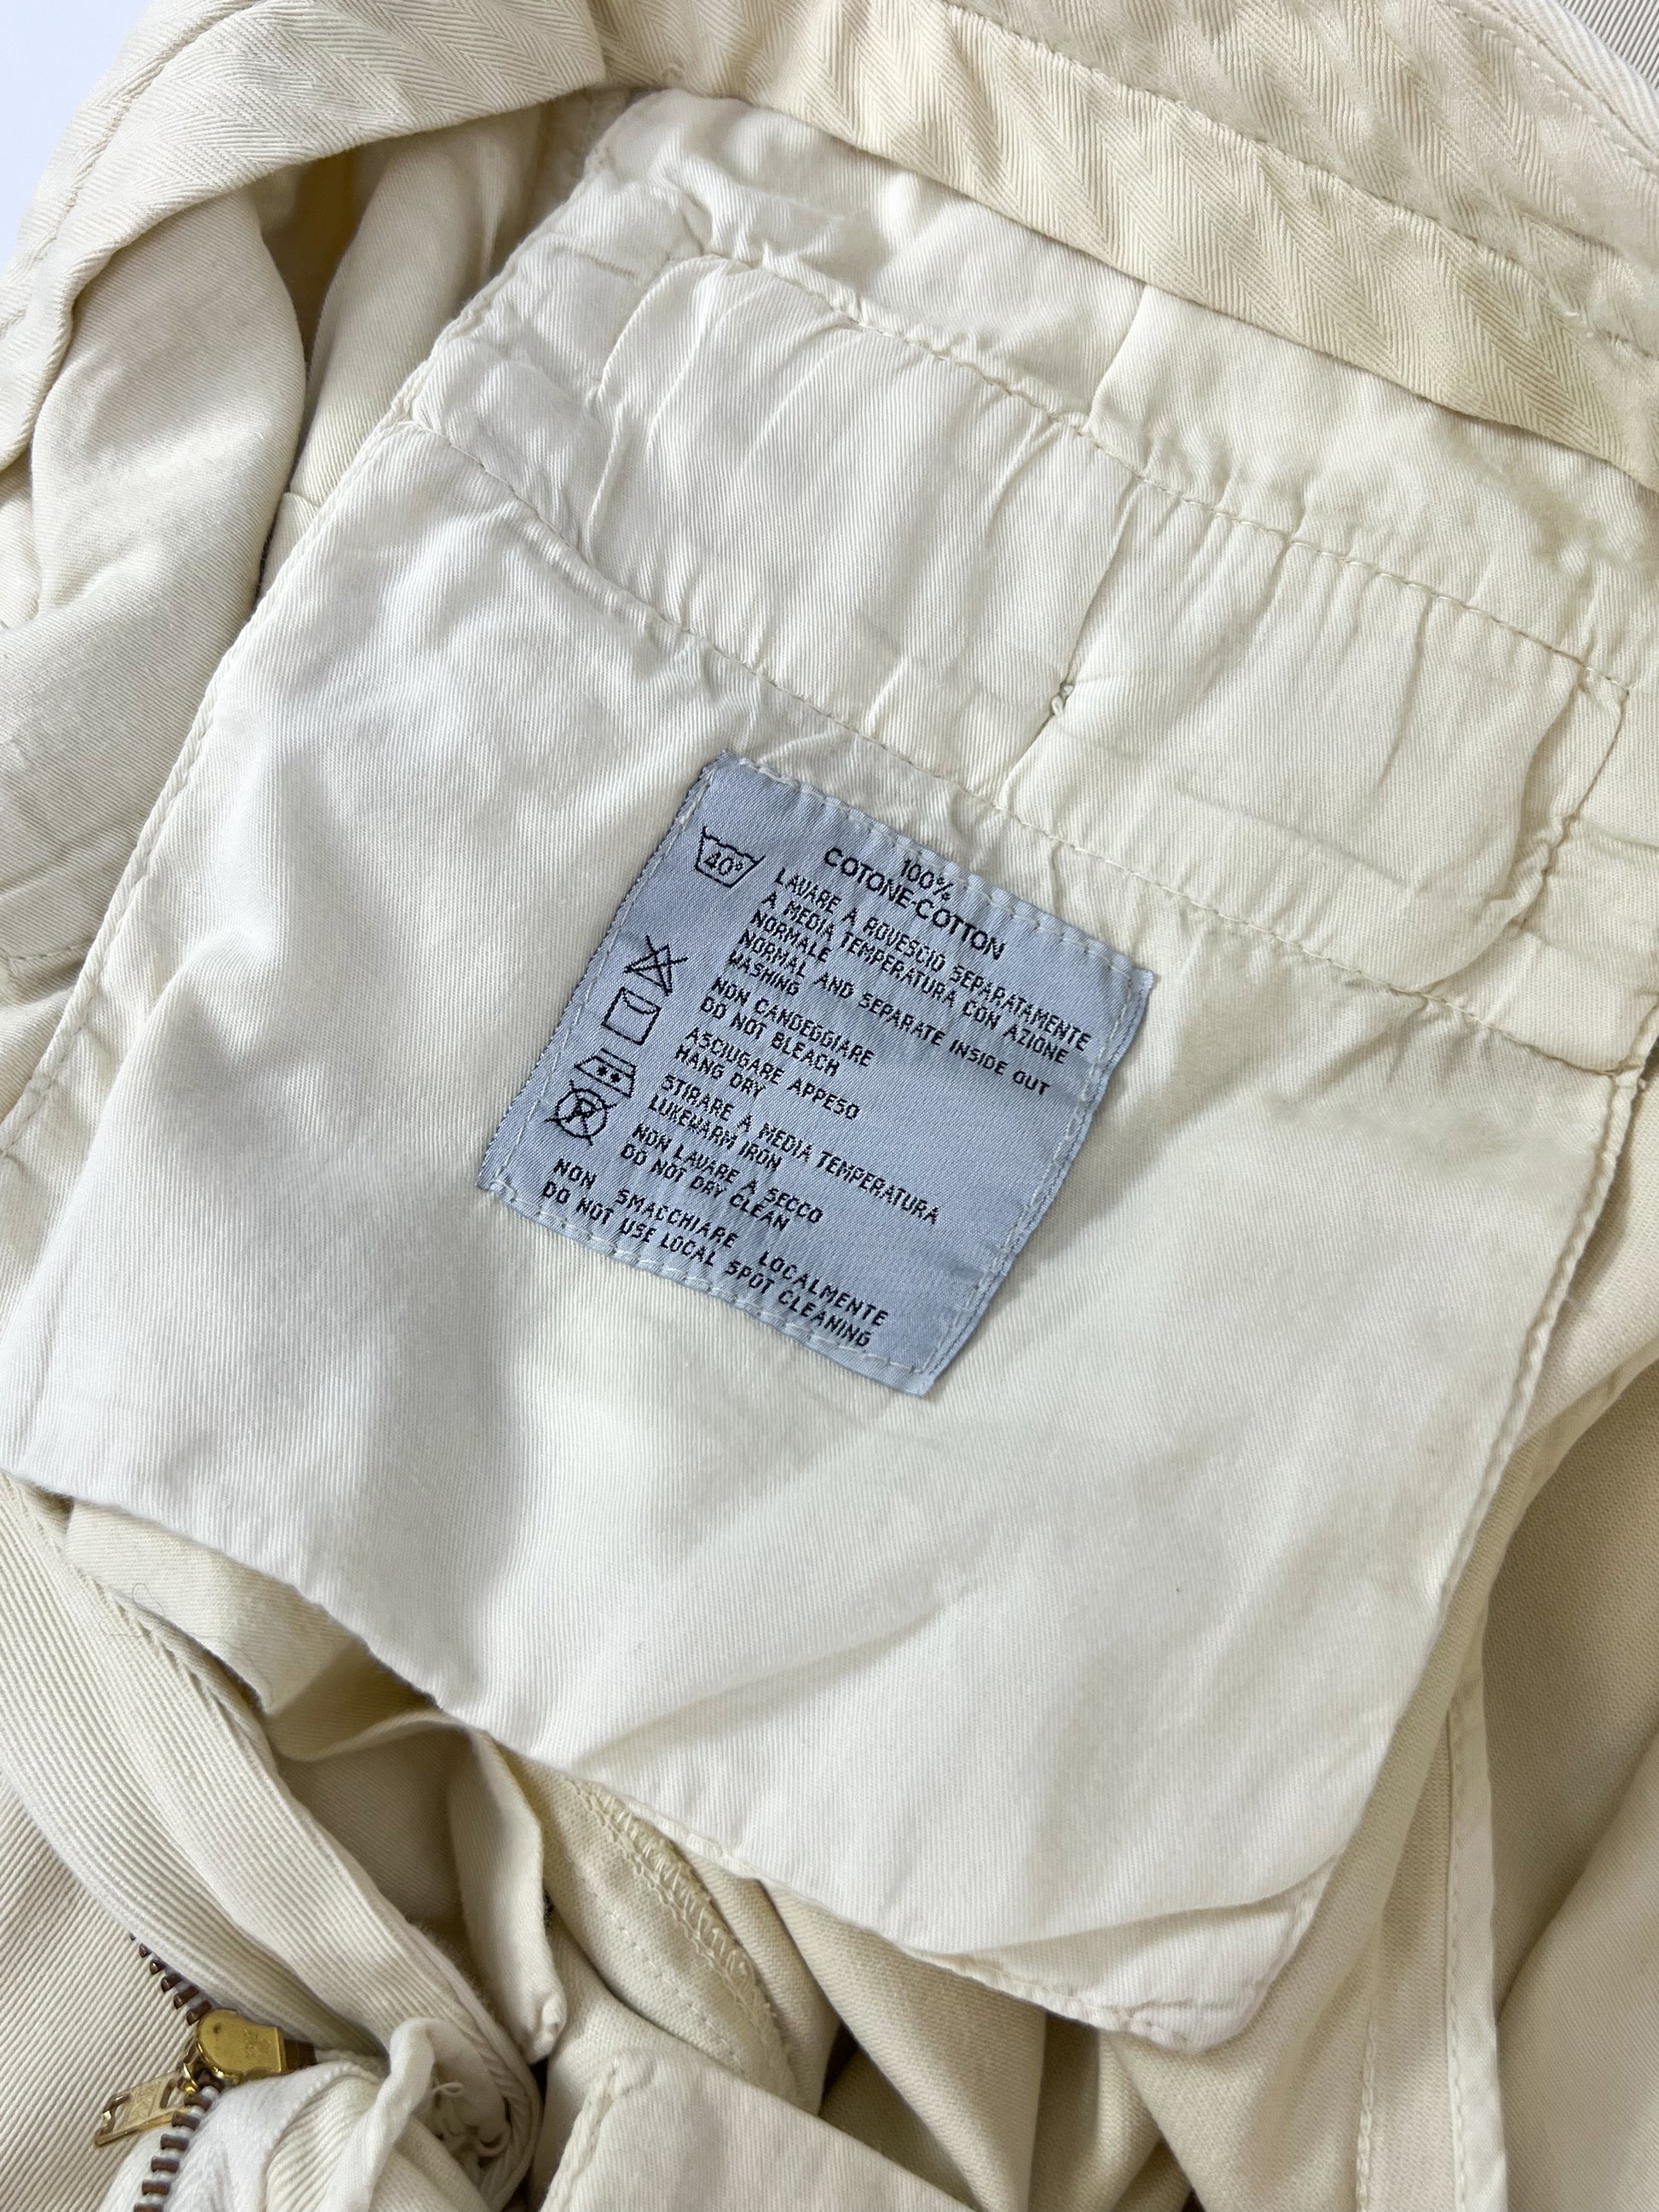 40°
100%
COTONE-COTTON
LAVARE A ROVESCIO SEPARATAMENTE
A MEDIA TEMPERATURA CON AZIONE
NORMALE
NORMAL AND SEPARATE INSIDE OUT
WASHING
NON CANDEGGIARE
DO NOT BLEACH
ASCIUGARE APPESO
HANG DRY
STIRARE A MEDIA TEMPERATURA
LUKEWARM IRON
NON LAVARE A SECCO
DO NOT DRY CLEAN
NON SMACCHIARE LOCALMENTE
DO NOT USE LOCAL SPOT CLEANING